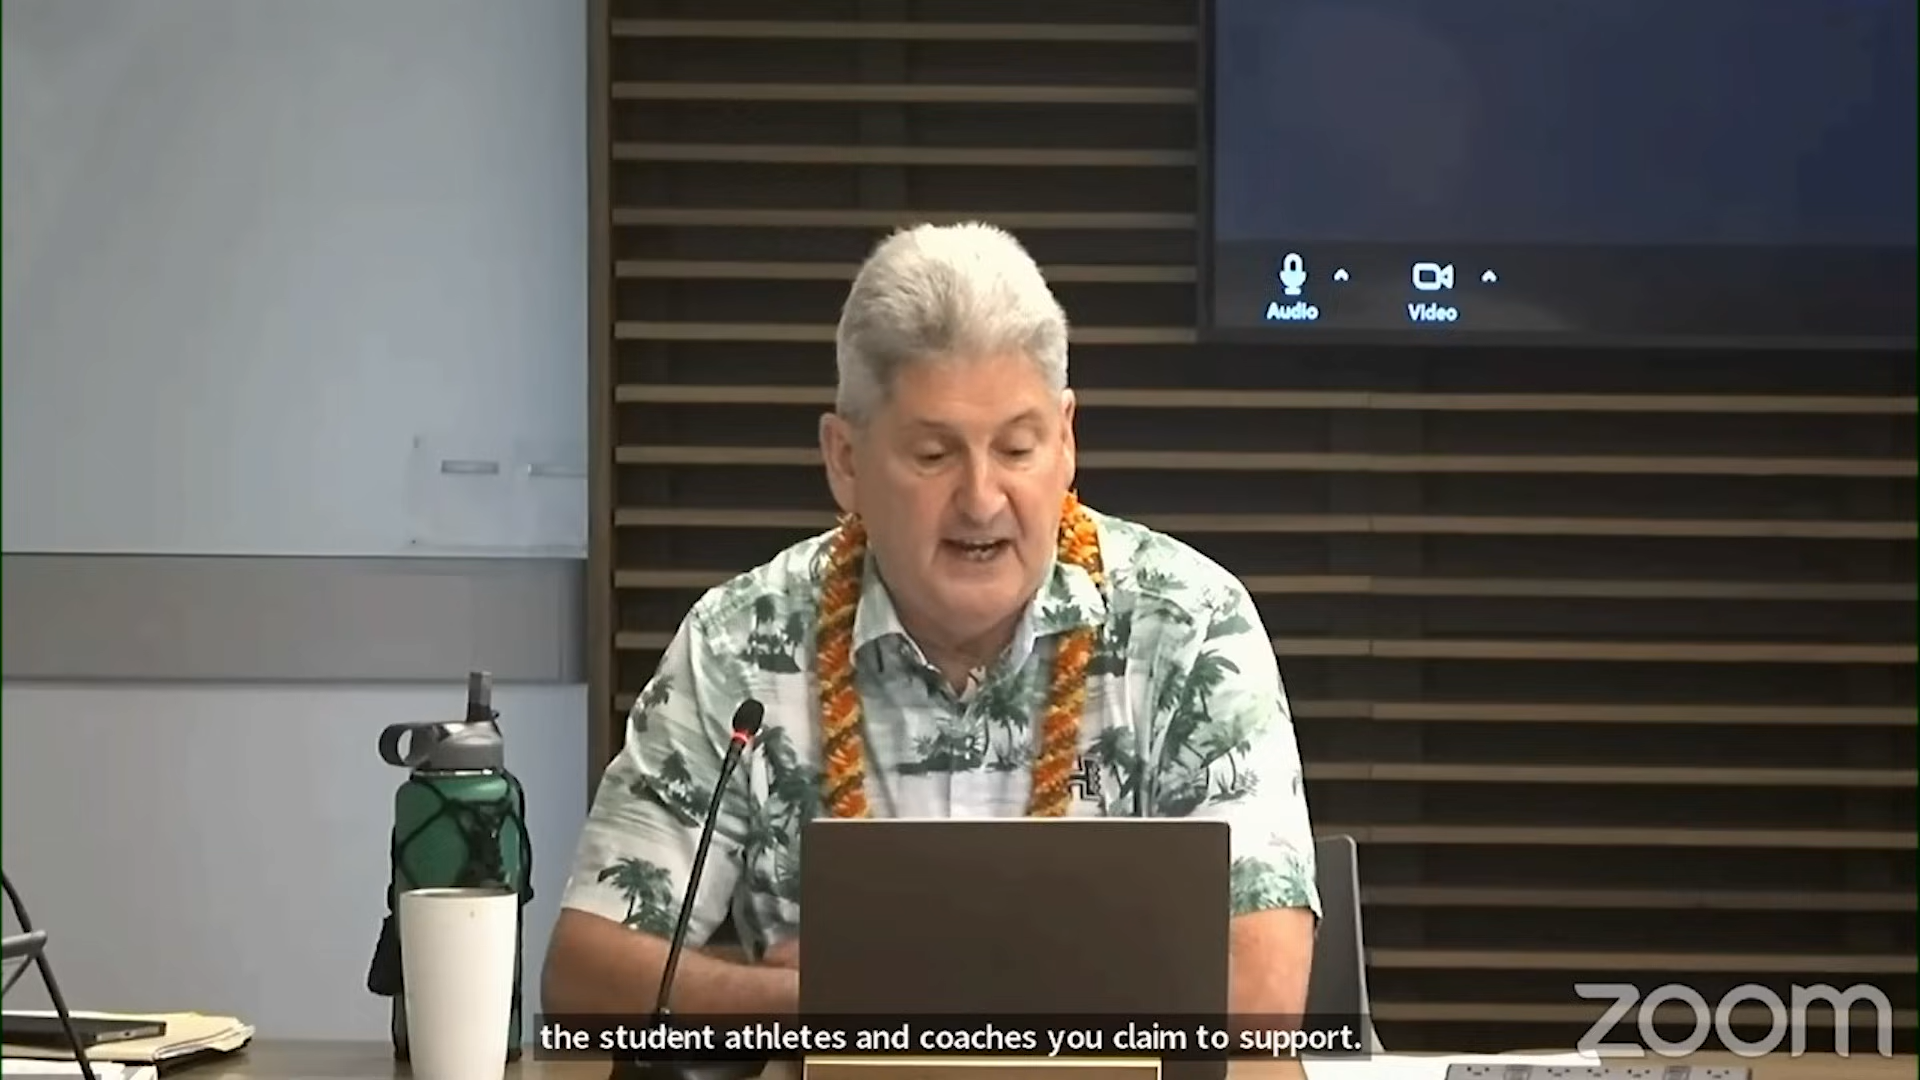 Audio
Video
H
the student athletes and coaches you claim to support.
zoom